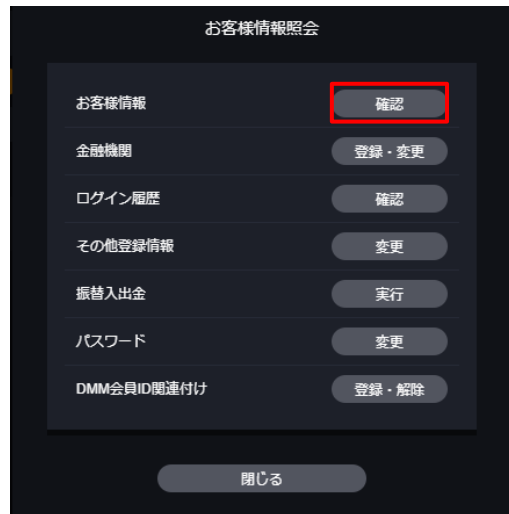 お客様情報照会
お客様情報 確認
金融機関 登録・変更
ログイン履歴 確認
その他登録情報 変更
振替入出金 実行
パスワード 変更
DMM会員ID関連付け 登録・解除
閉じる